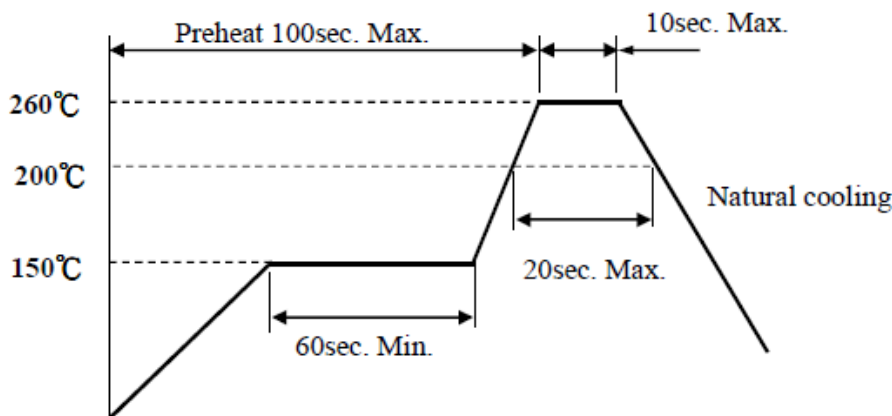 Preheat 100sec. Max.
10sec. Max.
260℃
200℃
Natural cooling
150℃
20sec. Max.
60sec. Min.